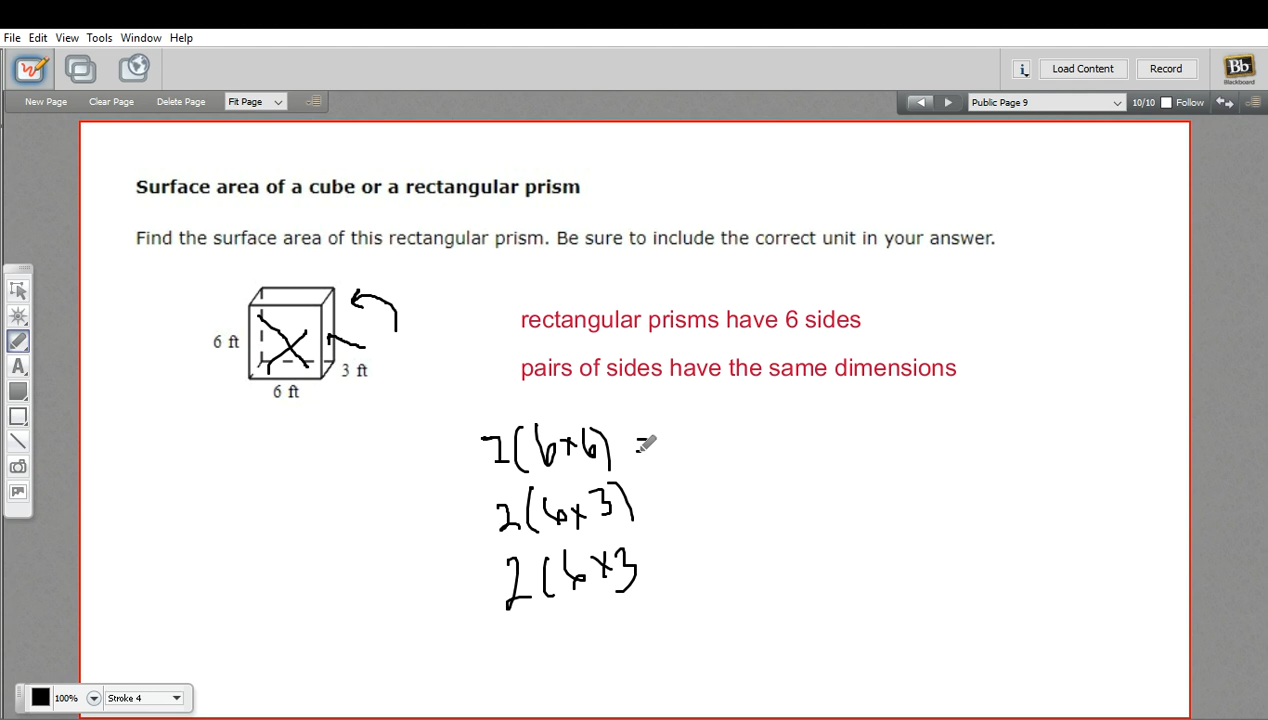 File Edit View Tools Window Help
i Load Content Record Bb
Blackboard
New Page Clear Page Delete Page Fit Page Public Page 9 10/10 Follow
Surface area of a cube or a rectangular prism
Find the surface area of this rectangular prism. Be sure to include the correct unit in your answer.
6 ft
3 ft
6 ft
rectangular prisms have 6 sides
pairs of sides have the same dimensions
2(6×6) =
2(6×3)
2(6×3
A
100% Stroke 4